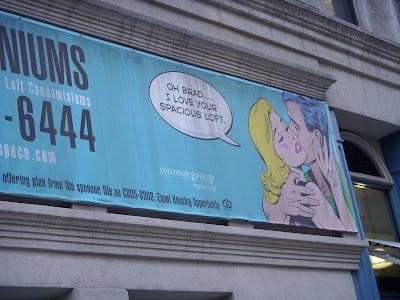 NIUMS
Loft Condominiums
-6444
space.com
OH BRAD...
I LOVE YOUR
SPACIOUS LOFT.
corcoran group
marketing
offering plan from the sponsor, file no. CD05-0308. Equal Housing Opportunity